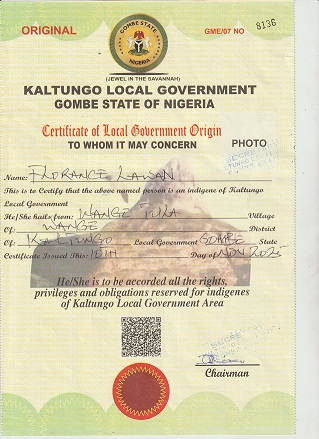 ORIGINAL
GOMBE STATE
NIGERIA
GME/07 NO 8136
(JEWEL IN THE SAVANNAH)
KALTUNGO LOCAL GOVERNMENT
GOMBE STATE OF NIGERIA
Certificate of Local Government Origin
TO WHOM IT MAY CONCERN
PHOTO
Name: FLORANCE LAWAN
This is to Certify that the above named person is an indigene of Kaltungo
Local Government
He/She hails from: WANGE TULA Village
Of: WANGE District
Of: KALTUNGO Local Government GOMBE State
Certificate Issued This: 10TH Day of NOV 2025
He/She is to be accorded all the rights,
privileges and obligations reserved for indigenes
of Kaltungo Local Government Area
Chairman